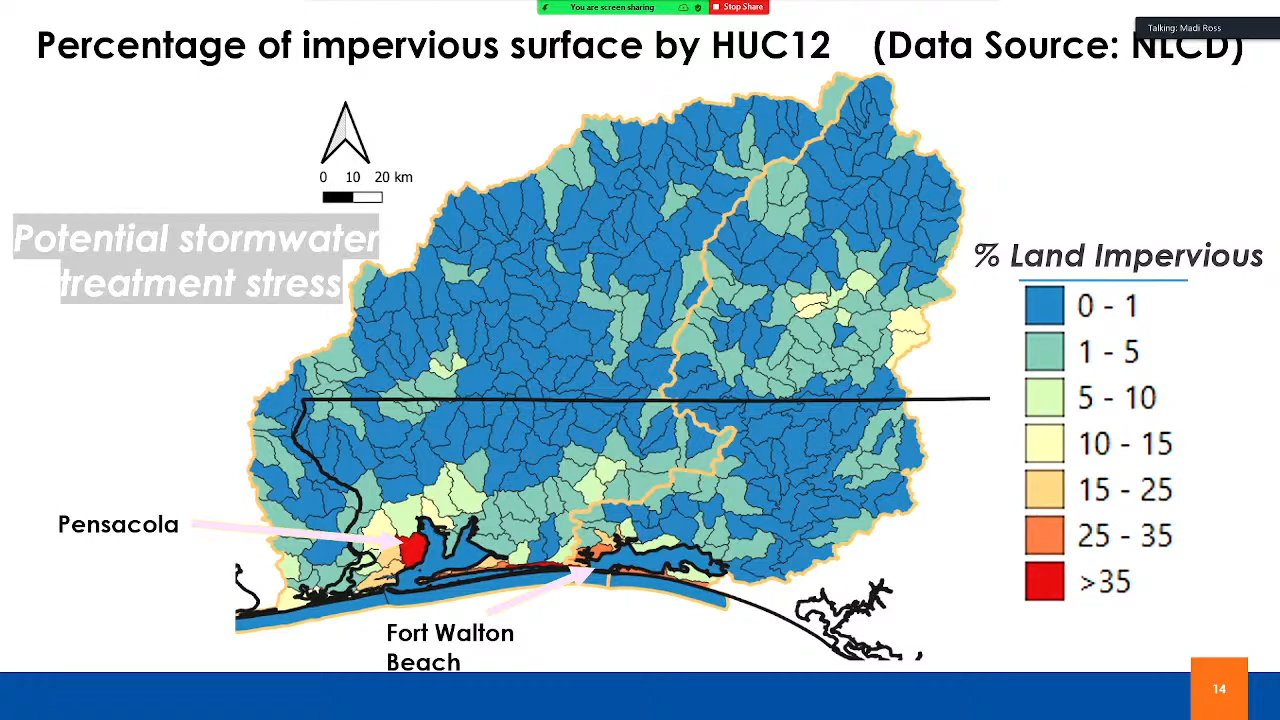 You are screen sharing
Stop Share
Talking: Madi Ross
Percentage of impervious surface by HUC12 (Data Source: NLCD)
0 10 20 km
Potential stormwater
treatment stress
% Land Impervious
0 - 1
1 - 5
5 - 10
10 - 15
15 - 25
25 - 35
>35
Pensacola
Fort Walton
Beach
14